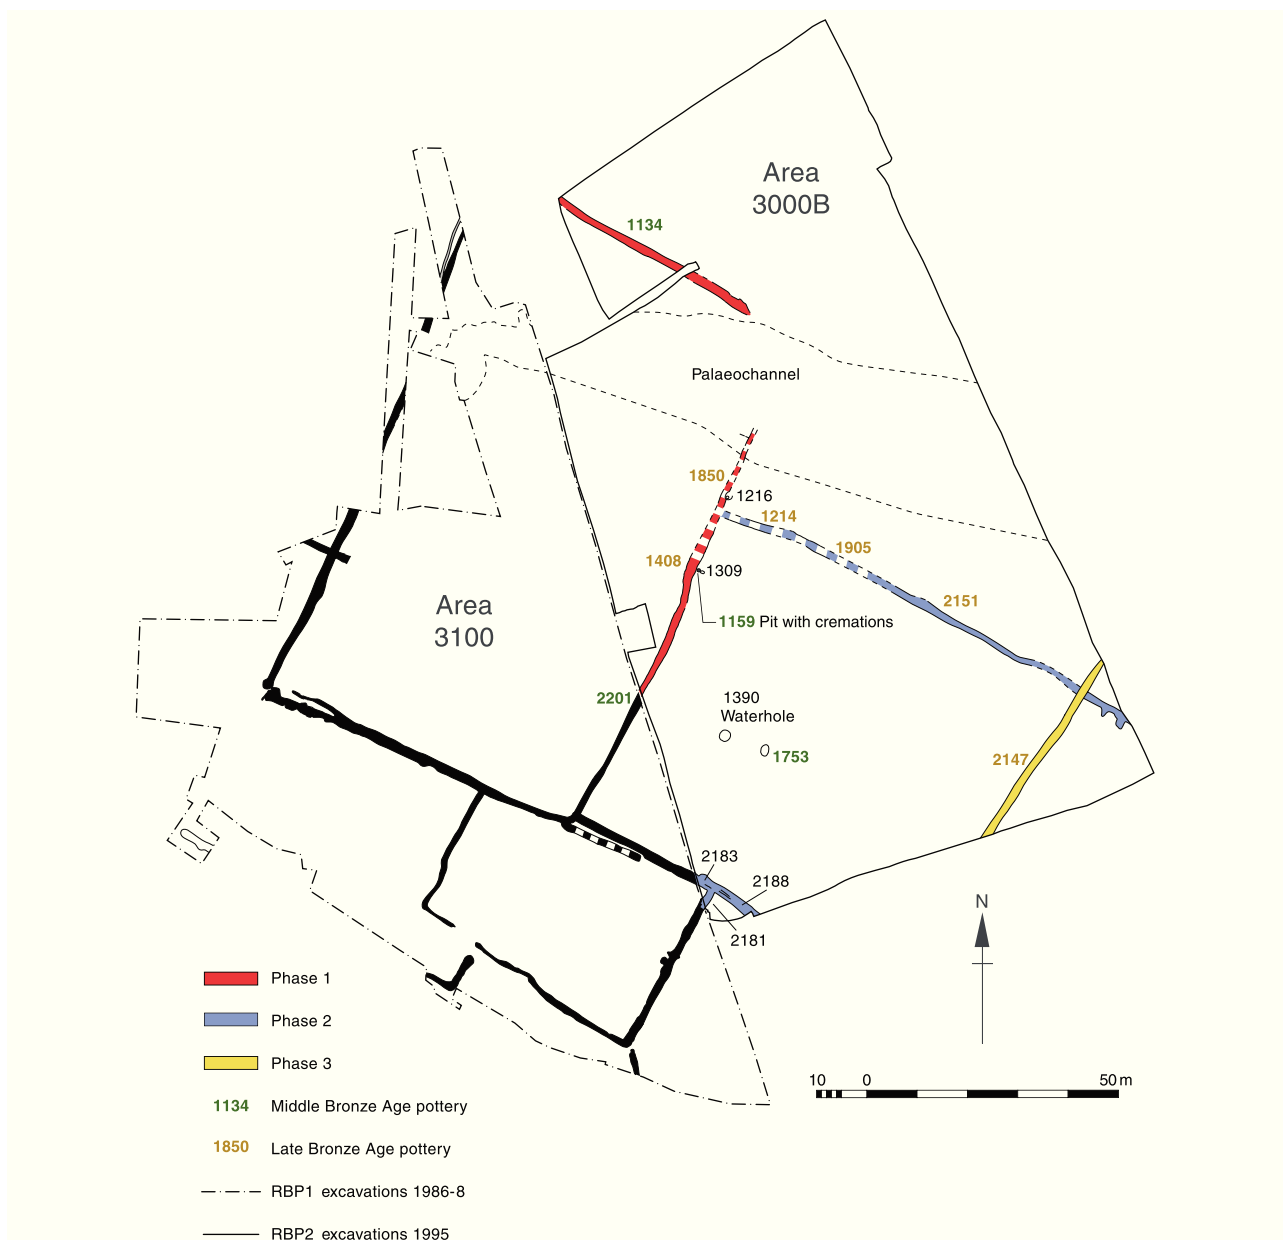 Area
3000B
1134
Palaeochannel
1850
1216
1214
1905
1408
1309
2151
Area
3100
1159 Pit with cremations
2201
1390
Waterhole
1753
2147
2183
2188
2181
N
Phase 1
Phase 2
Phase 3
10 0 50 m
1134 Middle Bronze Age pottery
1850 Late Bronze Age pottery
RBP1 excavations 1986-8
RBP2 excavations 1995